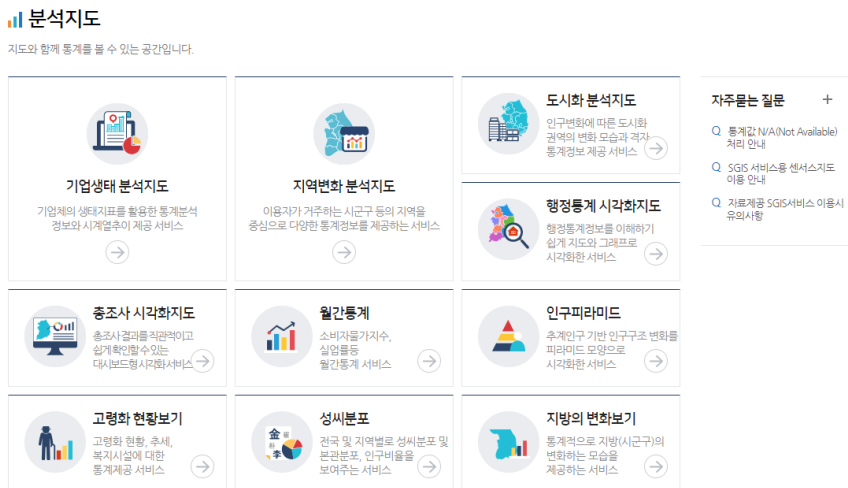 분석지도
지도와 함께 통계를 볼 수 있는 공간입니다.
기업생태 분석지도
기업체의 생태지표를 활용한 통계분석
정보와 시계열추이 제공 서비스
지역변화 분석지도
이용자가 거주하는 시군구 등의 지역을
중심으로 다양한 통계정보를 제공하는 서비스
도시화 분석지도
인구변화에 따른 도시화
권역의 변화 모습과 격자
통계정보 제공 서비스
행정통계 시각화지도
행정통계정보를 이해하기
쉽게 지도와 그래프로
시각화한 서비스
총조사 시각화지도
총조사 결과를 직관적이고
쉽게 확인할 수 있는
대시보드형 시각화 서비스
월간통계
소비자물가지수,
실업률등
월간통계 서비스
인구피라미드
추계인구 기반 인구구조 변화를
피라미드 모양으로
시각화한 서비스
고령화 현황보기
고령화 현황, 추세,
복지시설에 대한
통계제공 서비스
金 崔
朴
李
성씨분포
전국 및 지역별로 성씨분포 및
본관분포, 인구비율을
보여주는 서비스
지방의 변화보기
통계적으로 지방(시군구)의
변화하는 모습을
제공하는 서비스
자주묻는 질문 +
Q 통계값 N/A(Not Available)
처리 안내
Q SGIS 서비스용 센서스지도
이용 안내
Q 자료제공 SGIS서비스 이용시
유의사항